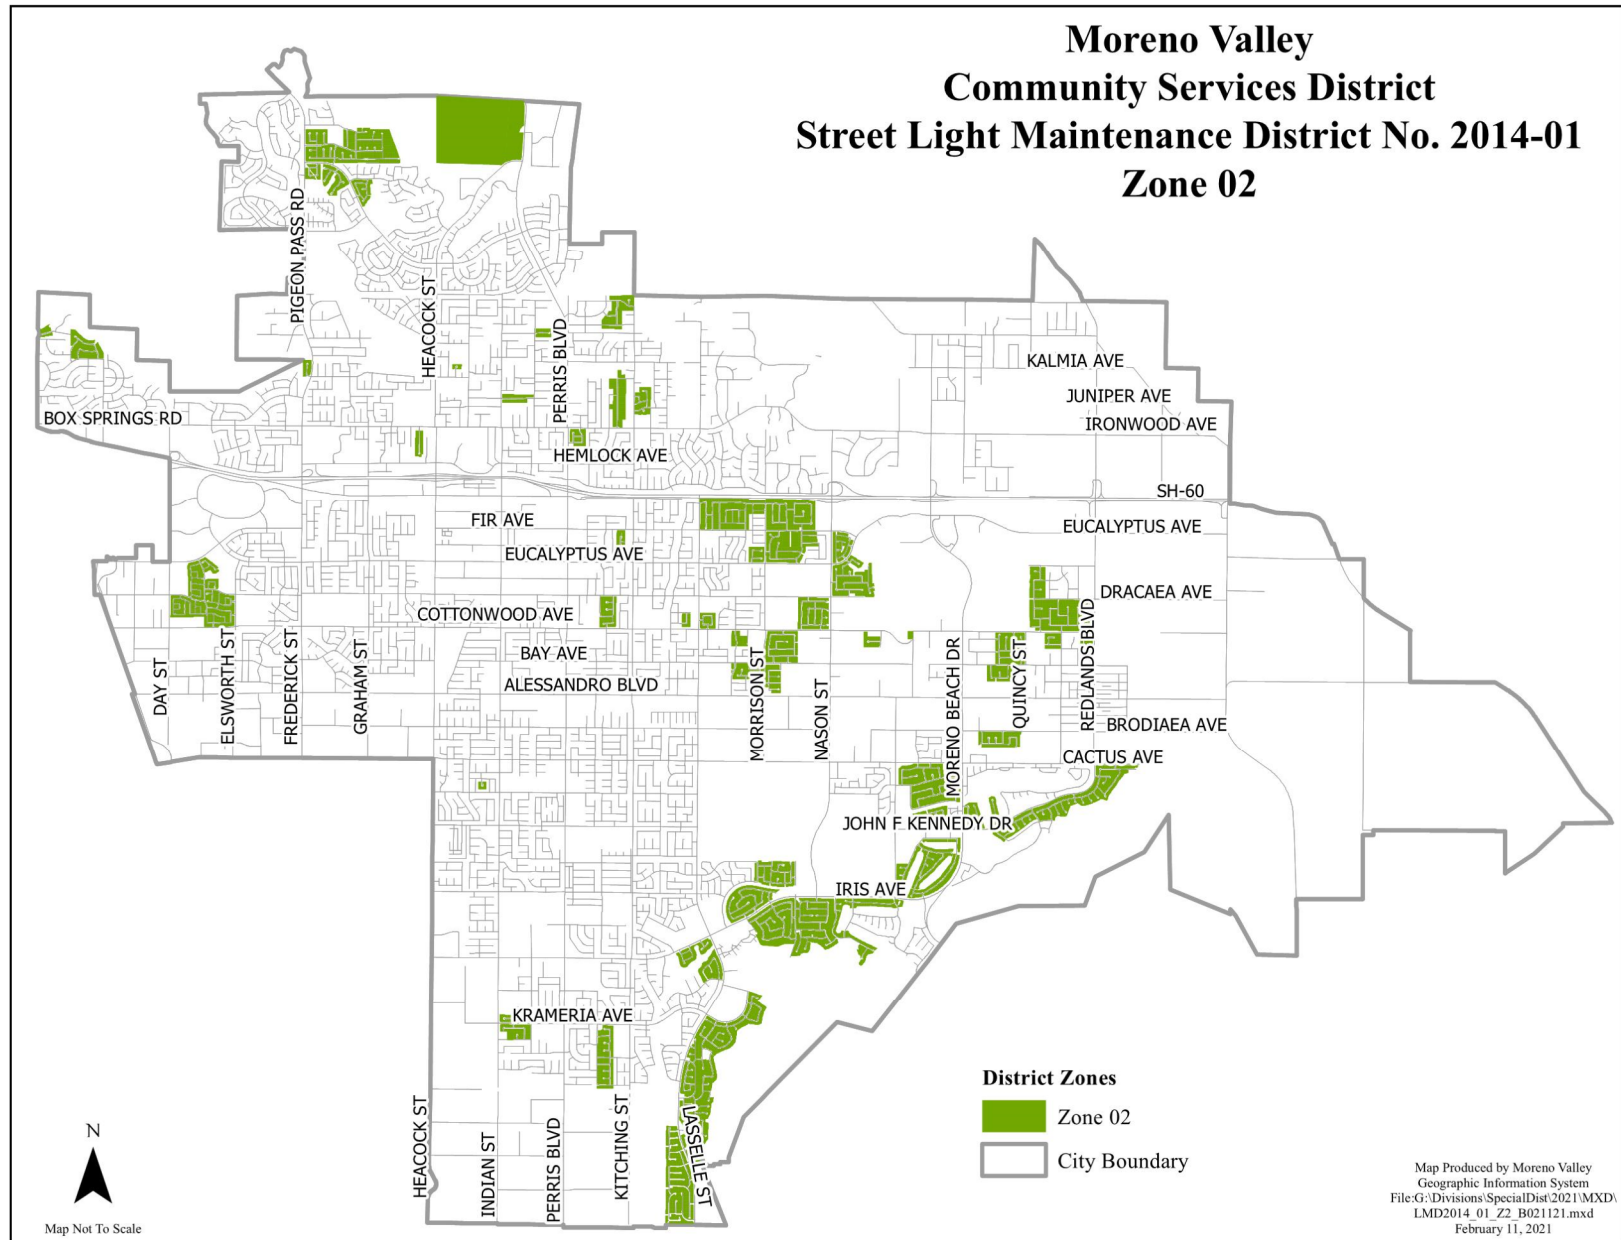 Moreno Valley
Community Services District
Street Light Maintenance District No. 2014-01
Zone 02
PIGEON PASS RD
HEACOCK ST
PERRIS BLVD
KALMIA AVE
JUNIPER AVE
BOX SPRINGS RD
IRONWOOD AVE
HEMLOCK AVE
SH-60
FIR AVE
EUCALYPTUS AVE
EUCALYPTUS AVE
DRACAEA AVE
COTTONWOOD AVE
BAY AVE
ALESSANDRO BLVD
DAY ST
ELSWORTH ST
FREDERICK ST
GRAHAM ST
MORRISON ST
NASON ST
MORENO BEACH DR
QUINCY ST
REDLANDS BLVD
BRODIAEA AVE
CACTUS AVE
JOHN F KENNEDY DR
IRIS AVE
KRAMERIA AVE
HEACOCK ST
INDIAN ST
PERRIS BLVD
KITCHING ST
LASSELLE ST
District Zones
Zone 02
City Boundary
N
Map Not To Scale
Map Produced by Moreno Valley
Geographic Information System
File:G:\Divisions\SpecialDist\2021\MXD\
LMD2014_01_Z2_B021121.mxd
February 11, 2021